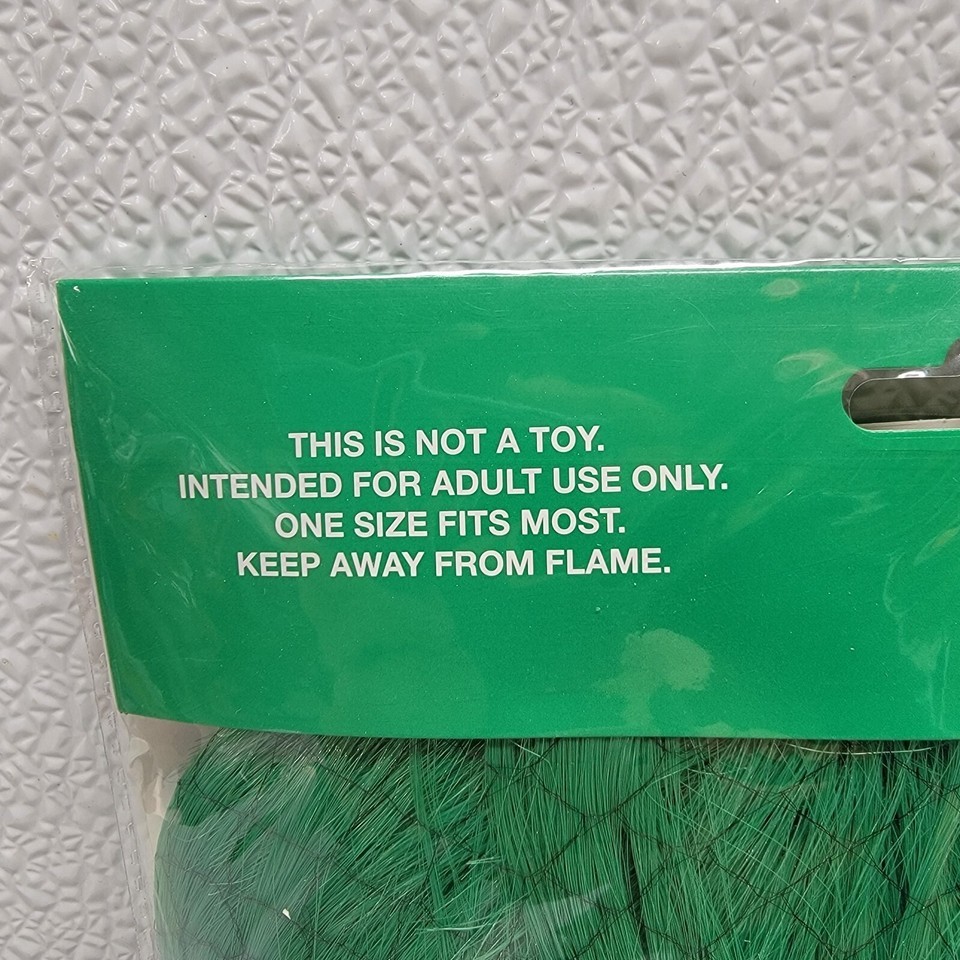 THIS IS NOT A TOY.
INTENDED FOR ADULT USE ONLY.
ONE SIZE FITS MOST.
KEEP AWAY FROM FLAME.